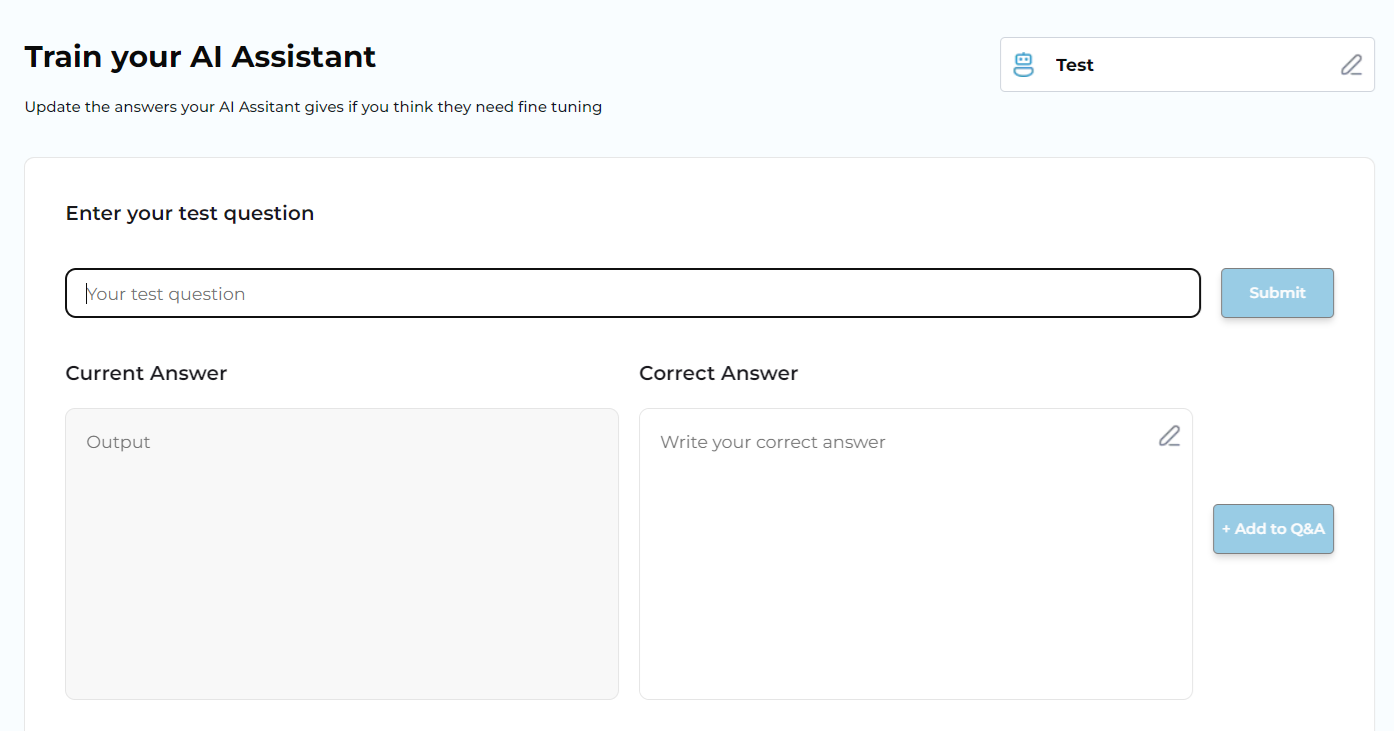 Train your AI Assistant
Test
Update the answers your AI Assitant gives if you think they need fine tuning
Enter your test question
Your test question
Submit
Current Answer
Correct Answer
Output
Write your correct answer
+ Add to Q&A